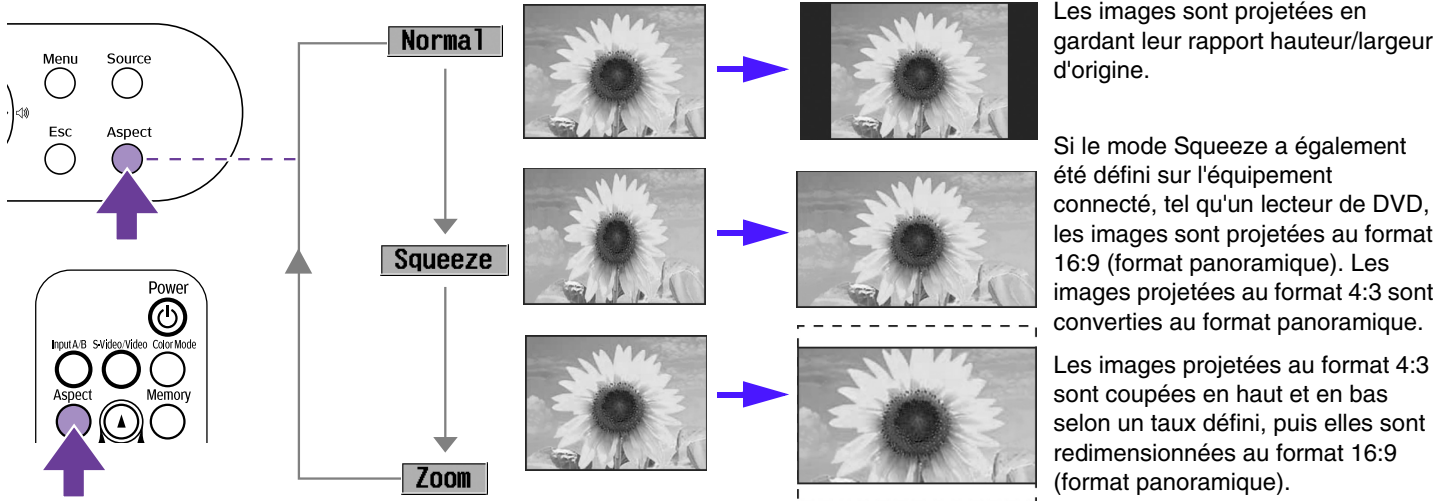 Menu
Source
Esc
Aspect
Power
Input A/B
S-Video/Video
Color Mode
Aspect
Memory
Normal
Squeeze
Zoom
Les images sont projetées en
gardant leur rapport hauteur/largeur
d'origine.
Si le mode Squeeze a également
été défini sur l'équipement
connecté, tel qu'un lecteur de DVD,
les images sont projetées au format
16:9 (format panoramique). Les
images projetées au format 4:3 sont
converties au format panoramique.
Les images projetées au format 4:3
sont coupées en haut et en bas
selon un taux défini, puis elles sont
redimensionnées au format 16:9
(format panoramique).